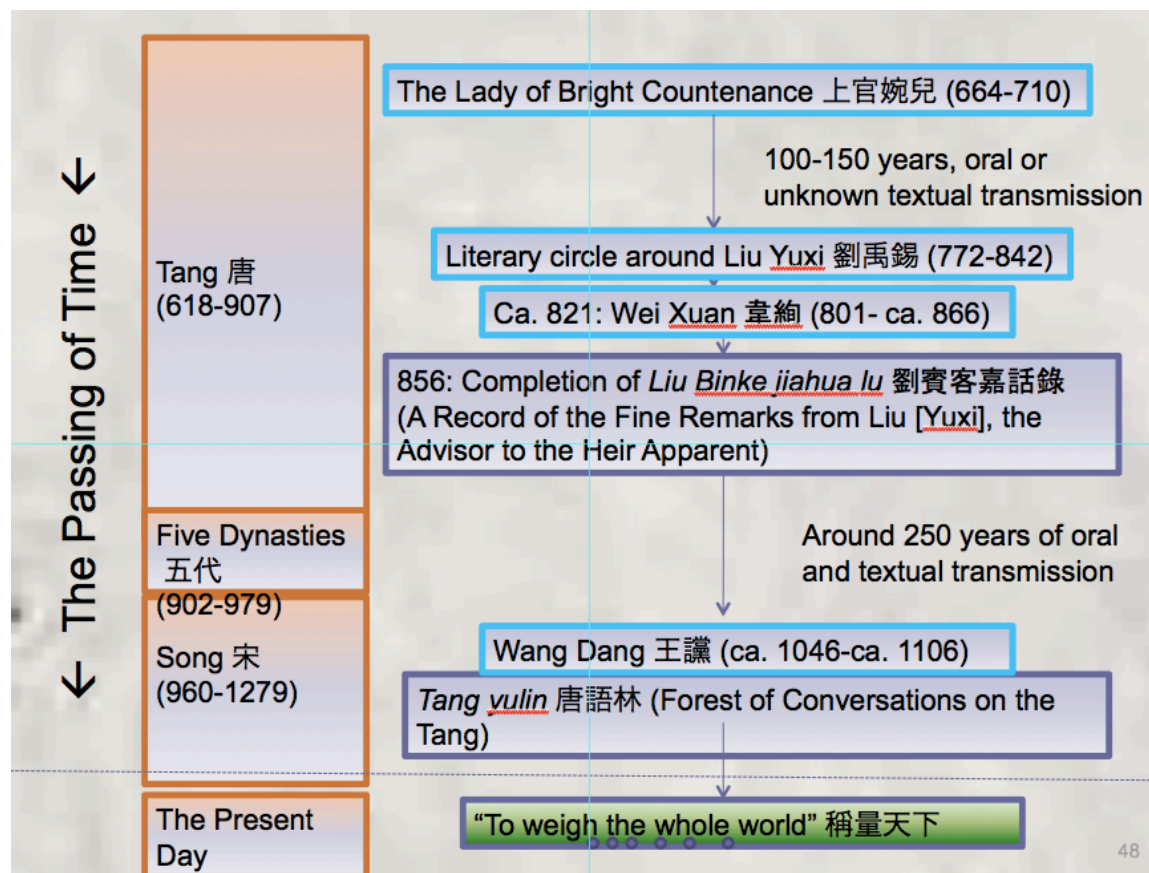 ← The Passing of Time ←
Tang 唐
(618-907)
Five Dynasties
五代
(902-979)
Song 宋
(960-1279)
The Present
Day
The Lady of Bright Countenance 上官婉兒 (664-710)
100-150 years, oral or
unknown textual transmission
Literary circle around Liu Yuxi 劉禹錫 (772-842)
Ca. 821: Wei Xuan 韋絢 (801- ca. 866)
856: Completion of Liu Binke jiahua lu 劉賓客嘉話錄
(A Record of the Fine Remarks from Liu [Yuxi], the
Advisor to the Heir Apparent)
Around 250 years of oral
and textual transmission
Wang Dang 王讜 (ca. 1046-ca. 1106)
Tang yulin 唐語林 (Forest of Conversations on the
Tang)
“To weigh the whole world” 稱量天下
48